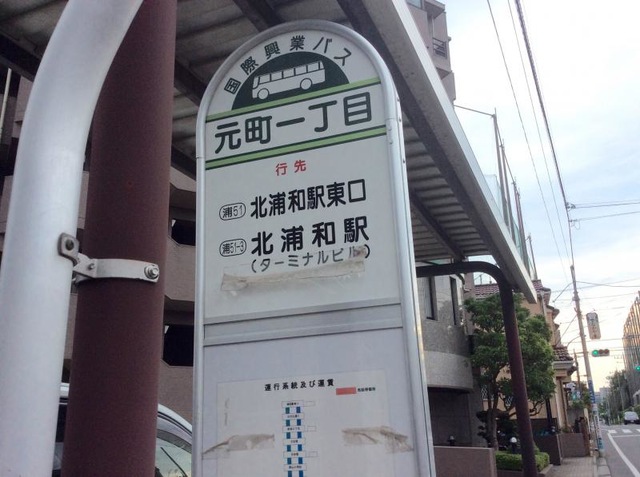 国際興業バス
元町一丁目
行先
浦51 北浦和駅東口
浦51-3 北浦和駅
(ターミナルビル)
運行系統及び運賃